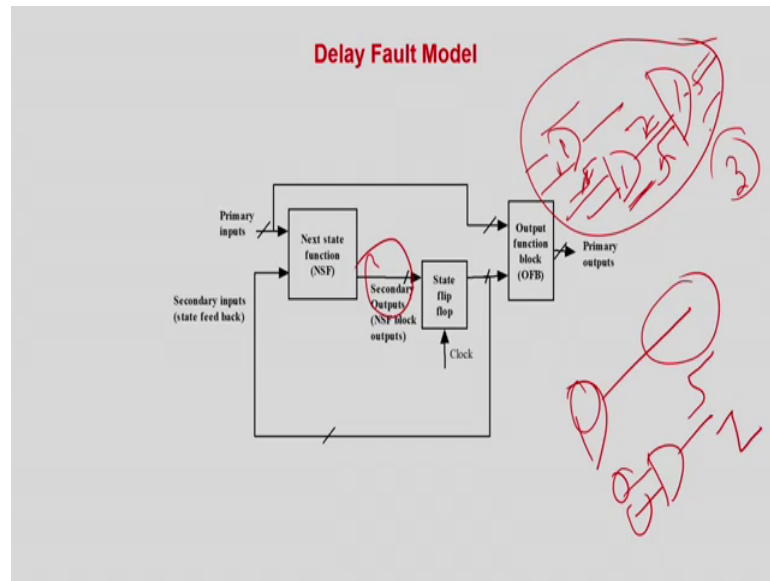 Delay Fault Model
Primary
inputs
Next state
function
(NSF)
Secondary inputs
(state feed back)
Secondary
Outputs
(NSF block
outputs)
State
flip
flop
Clock
Output
function
block
(OFB)
Primary
outputs
3